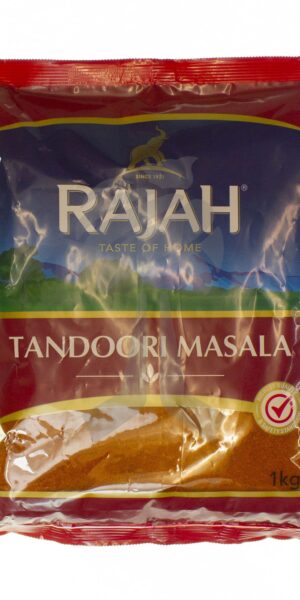 SINCE 1931
RAJAH®
TASTE OF HOME
TANDOORI MASALA
1kg